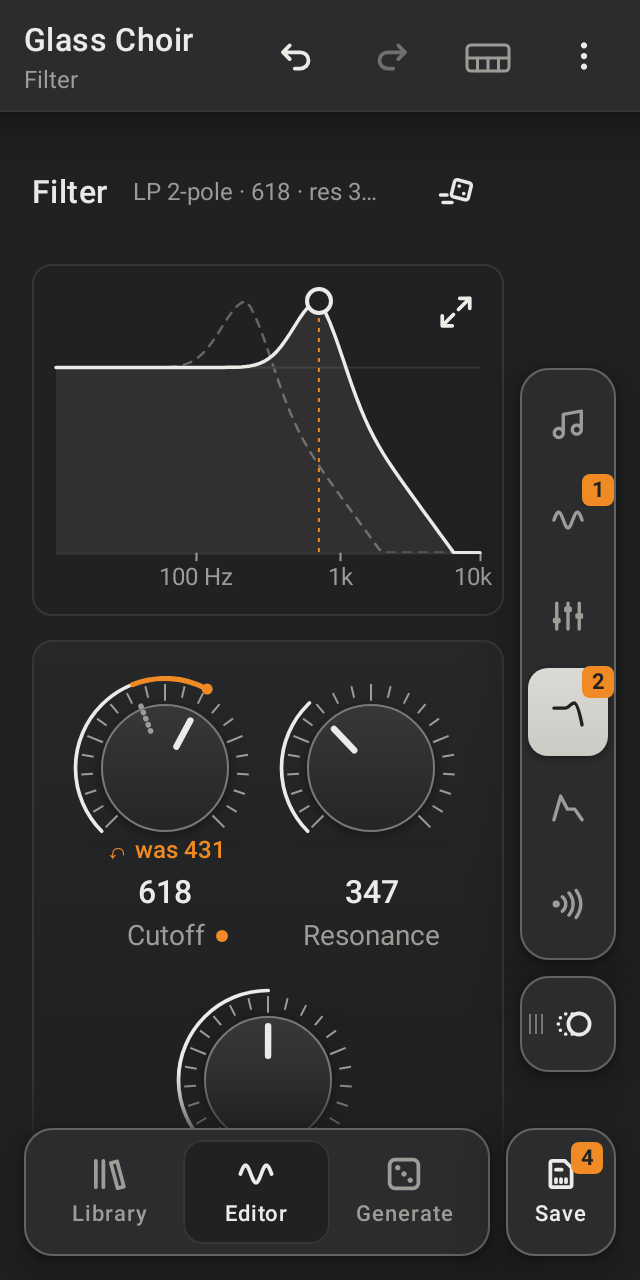 Glass Choir
Filter
Filter LP 2-pole · 618 · res 3...
100 Hz 1k 10k
1
2
was 431
618 347
Cutoff Resonance
4
Library Editor Generate Save